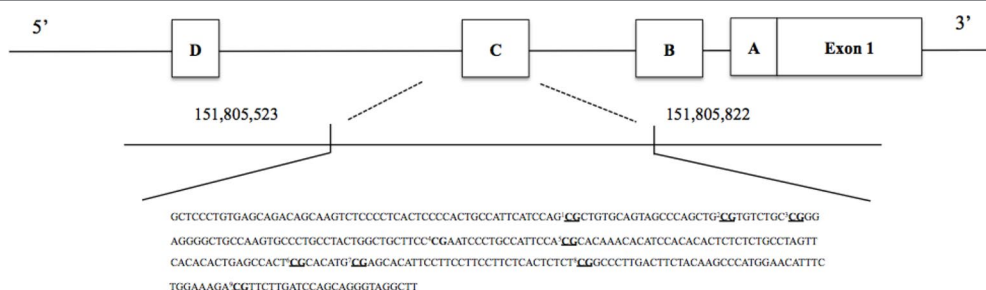 5’ 3’
D C B A Exon 1
151,805,523 151,805,822
GCTCCCTGTGAGCAGACAGCAAGTCTCCCCTCACTCCCCACTGCCATTCATCCAG¹CGCTGTGCAGTAGCCCAGCTG²CGTGTCTGC³CGGG
AGGGGCTGCCAAGTGCCCTGCCTACTGGCTGCTTCC⁴CGAATCCCTGCCATTCCA⁵CGCACAAACACATCCACACACTCTCTCTGCCTAGTT
CACACACTGAGCCACT⁶CGCACATG⁷CGAGCACATTCCTTCCTTCCTTCTCACTCTCT⁸CGGCCCTTGACTTCTACAAGCCCATGGAACATTTC
TGGAAAGA⁹CGTTCTTGATCCAGCAGGGTAGGCTT